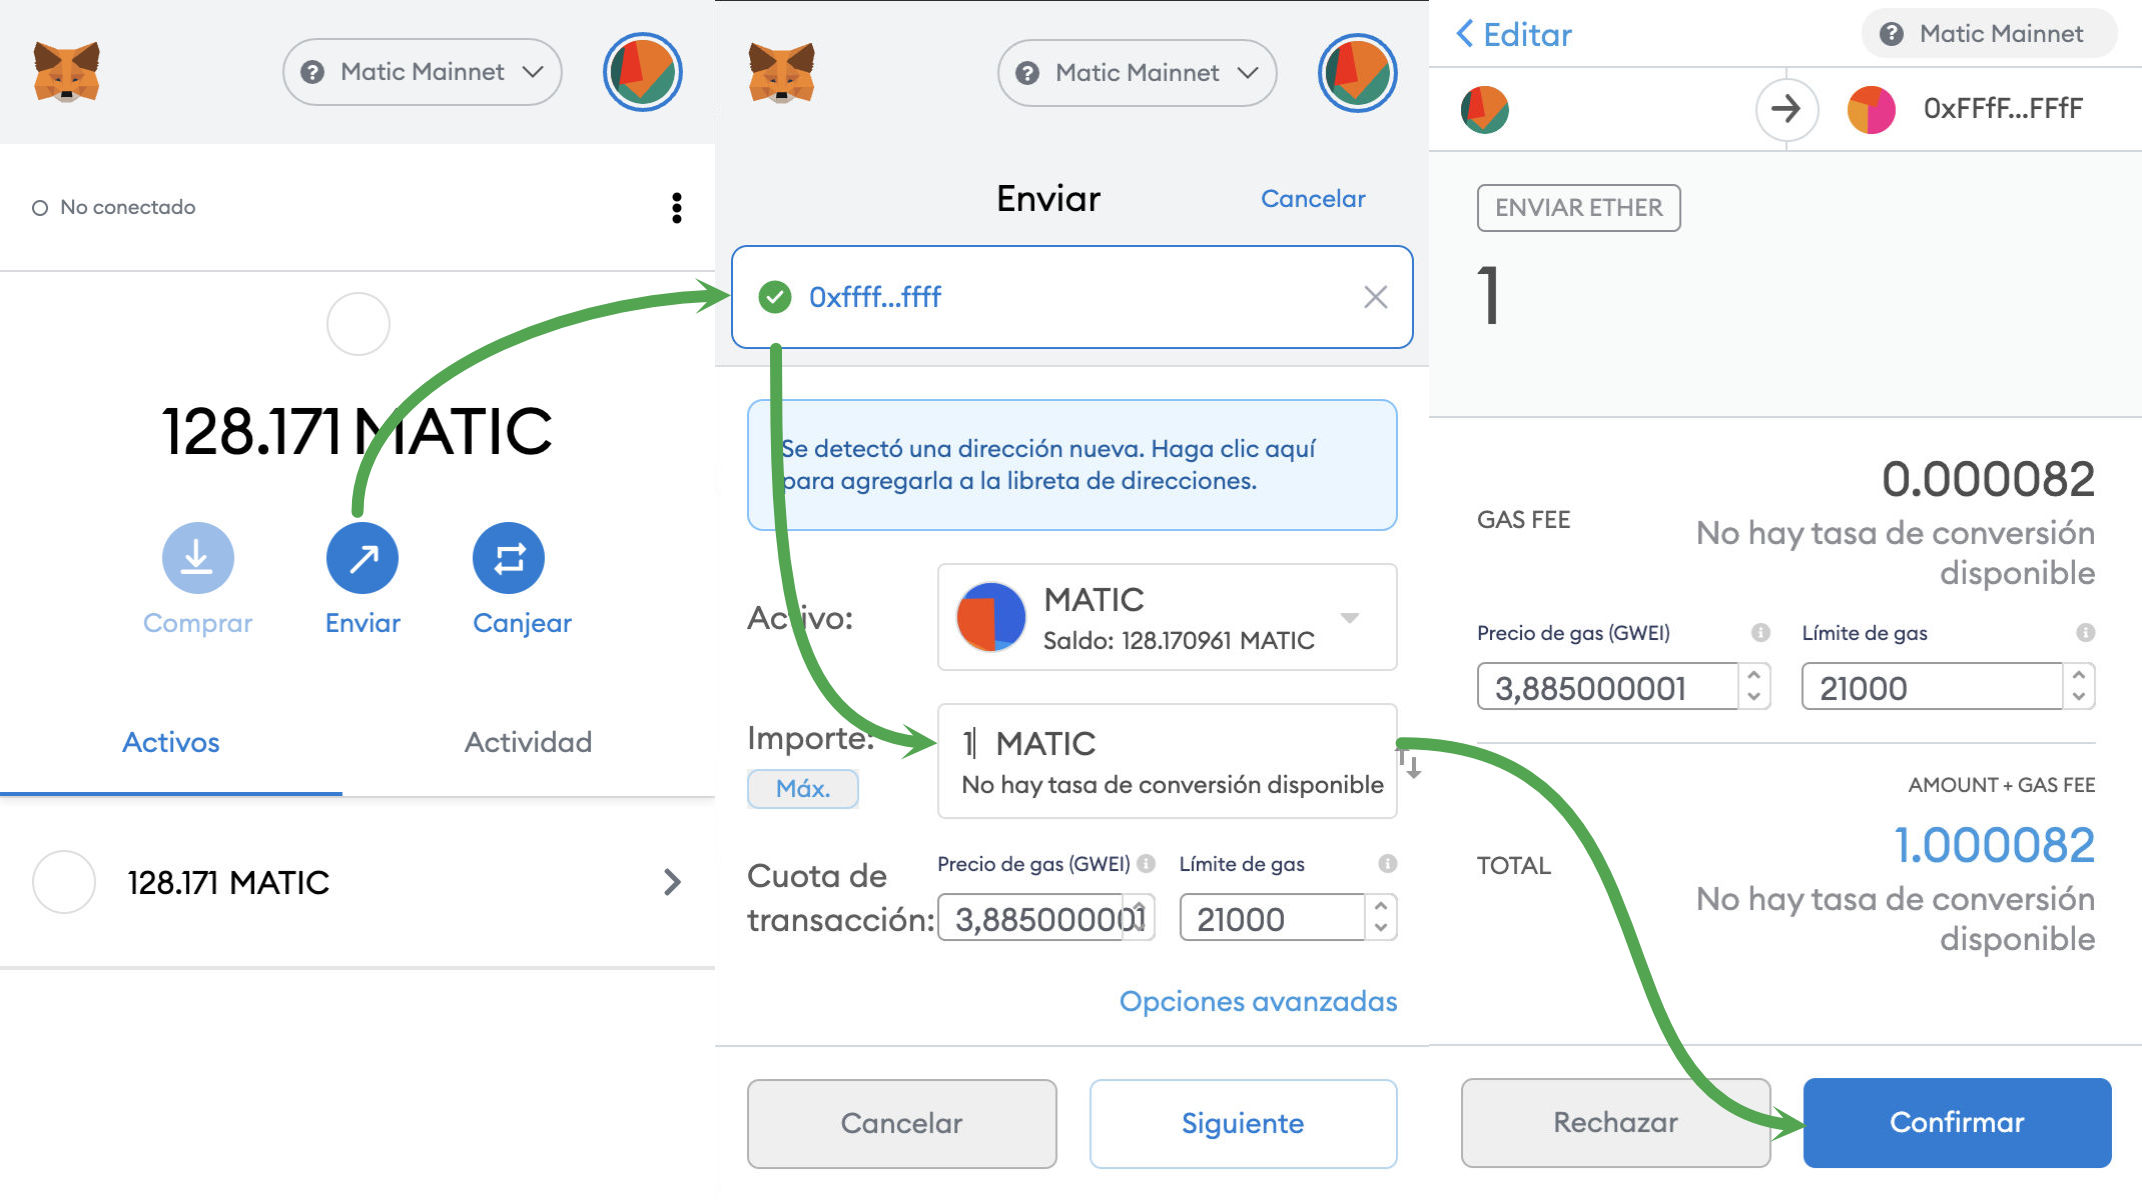 Matic Mainnet
No conectado
128.171 MATIC
Comprar
Enviar
Canjear
Activos
Actividad
128.171 MATIC
Matic Mainnet
Enviar
Cancelar
0xffff...ffff
Se detectó una dirección nueva. Haga clic aquí
para agregarla a la libreta de direcciones.
Activo:
MATIC
Saldo: 128.170961 MATIC
Importe:
Máx.
1 MATIC
No hay tasa de conversión disponible
Cuota de
transacción:
Precio de gas (GWEI)
3,885000001
Límite de gas
21000
Opciones avanzadas
Cancelar
Siguiente
Editar
Matic Mainnet
0xFFfF...FFfF
ENVIAR ETHER
1
GAS FEE
0.000082
No hay tasa de conversión
disponible
Precio de gas (GWEI)
3,885000001
Límite de gas
21000
AMOUNT + GAS FEE
TOTAL
1.000082
No hay tasa de conversión
disponible
Rechazar
Confirmar